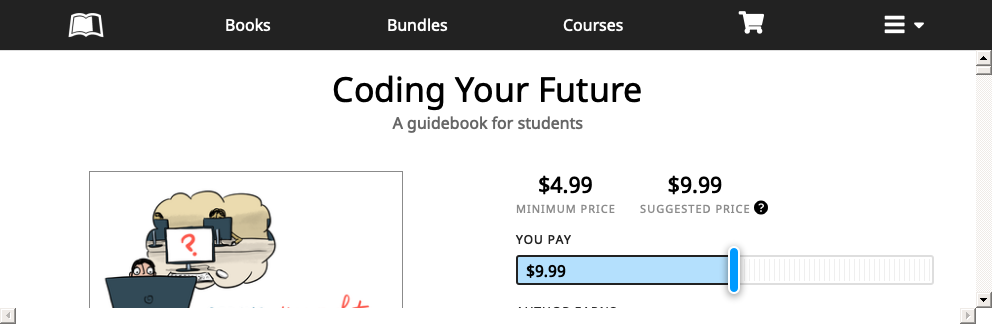 Books Bundles Courses
Coding Your Future
A guidebook for students
$4.99 $9.99
MINIMUM PRICE SUGGESTED PRICE ?
YOU PAY
$9.99
?